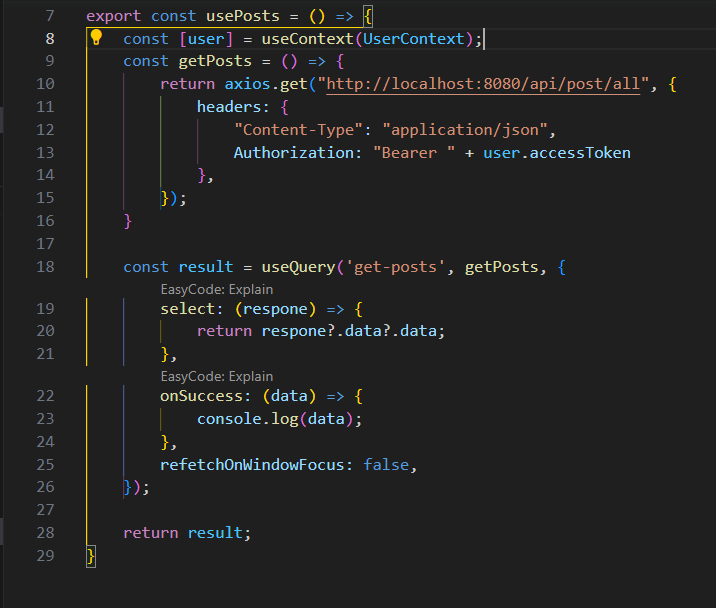 7 export const usePosts = () => {
8 const [user] = useContext(UserContext);
9 const getPosts = () => {
10 return axios.get("http://localhost:8080/api/post/all", {
11 headers: {
12 "Content-Type": "application/json",
13 Authorization: "Bearer " + user.accessToken
14 },
15 });
16 }
17
18 const result = useQuery('get-posts', getPosts, {
EasyCode: Explain
19 select: (respone) => {
20 return respone?.data?.data;
21 },
EasyCode: Explain
22 onSuccess: (data) => {
23 console.log(data);
24 },
25 refetchOnWindowFocus: false,
26 });
27
28 return result;
29 }